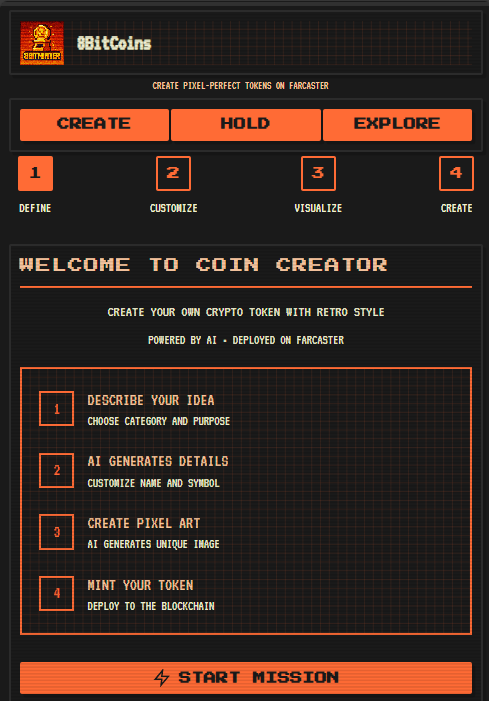 8BitCoins
CREATE PIXEL-PERFECT TOKENS ON FARCASTER
CREATE HOLD EXPLORE
1 2 3 4
DEFINE CUSTOMIZE VISUALIZE CREATE
WELCOME TO COIN CREATOR
CREATE YOUR OWN CRYPTO TOKEN WITH RETRO STYLE
POWERED BY AI - DEPLOYED ON FARCASTER
1 DESCRIBE YOUR IDEA
CHOOSE CATEGORY AND PURPOSE
2 AI GENERATES DETAILS
CUSTOMIZE NAME AND SYMBOL
3 CREATE PIXEL ART
AI GENERATES UNIQUE IMAGE
4 MINT YOUR TOKEN
DEPLOY TO THE BLOCKCHAIN
START MISSION